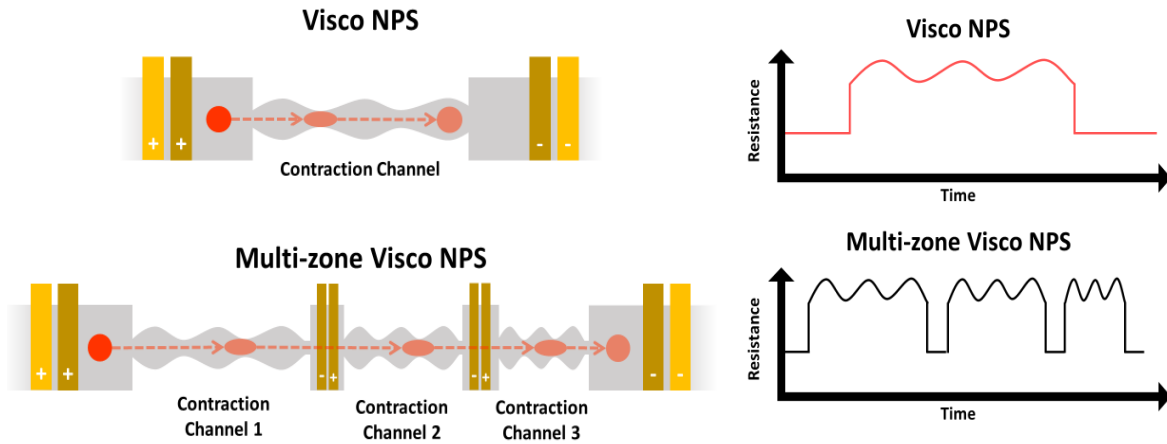 Visco NPS
+ + - -
Contraction Channel
Visco NPS
Resistance
Time
Multi-zone Visco NPS
+ + - + - + - -
Contraction
Channel 1
Contraction
Channel 2
Contraction
Channel 3
Multi-zone Visco NPS
Resistance
Time